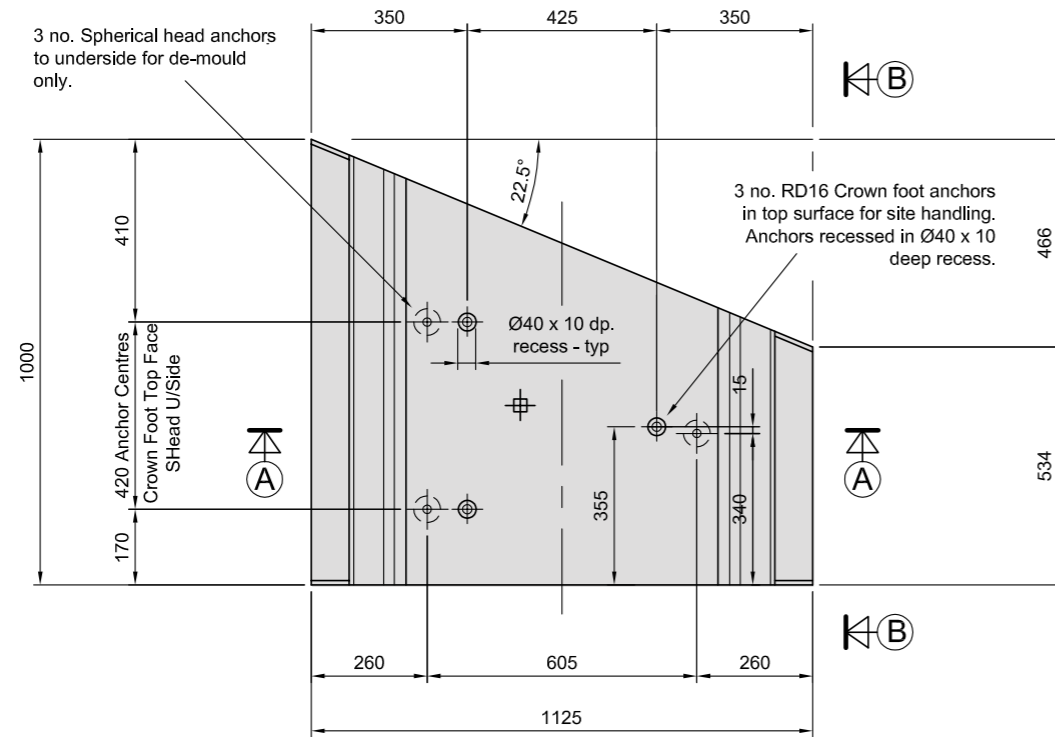 350
425
350
3 no. Spherical head anchors
to underside for de-mould
only.
B
22.5°
3 no. RD16 Crown foot anchors
in top surface for site handling.
Anchors recessed in Ø40 x 10
deep recess.
410
466
1000
Ø40 x 10 dp.
recess - typ
420 Anchor Centres
Crown Foot Top Face
SHead U/Side
15
A
A
534
355
340
170
B
260
605
260
1125